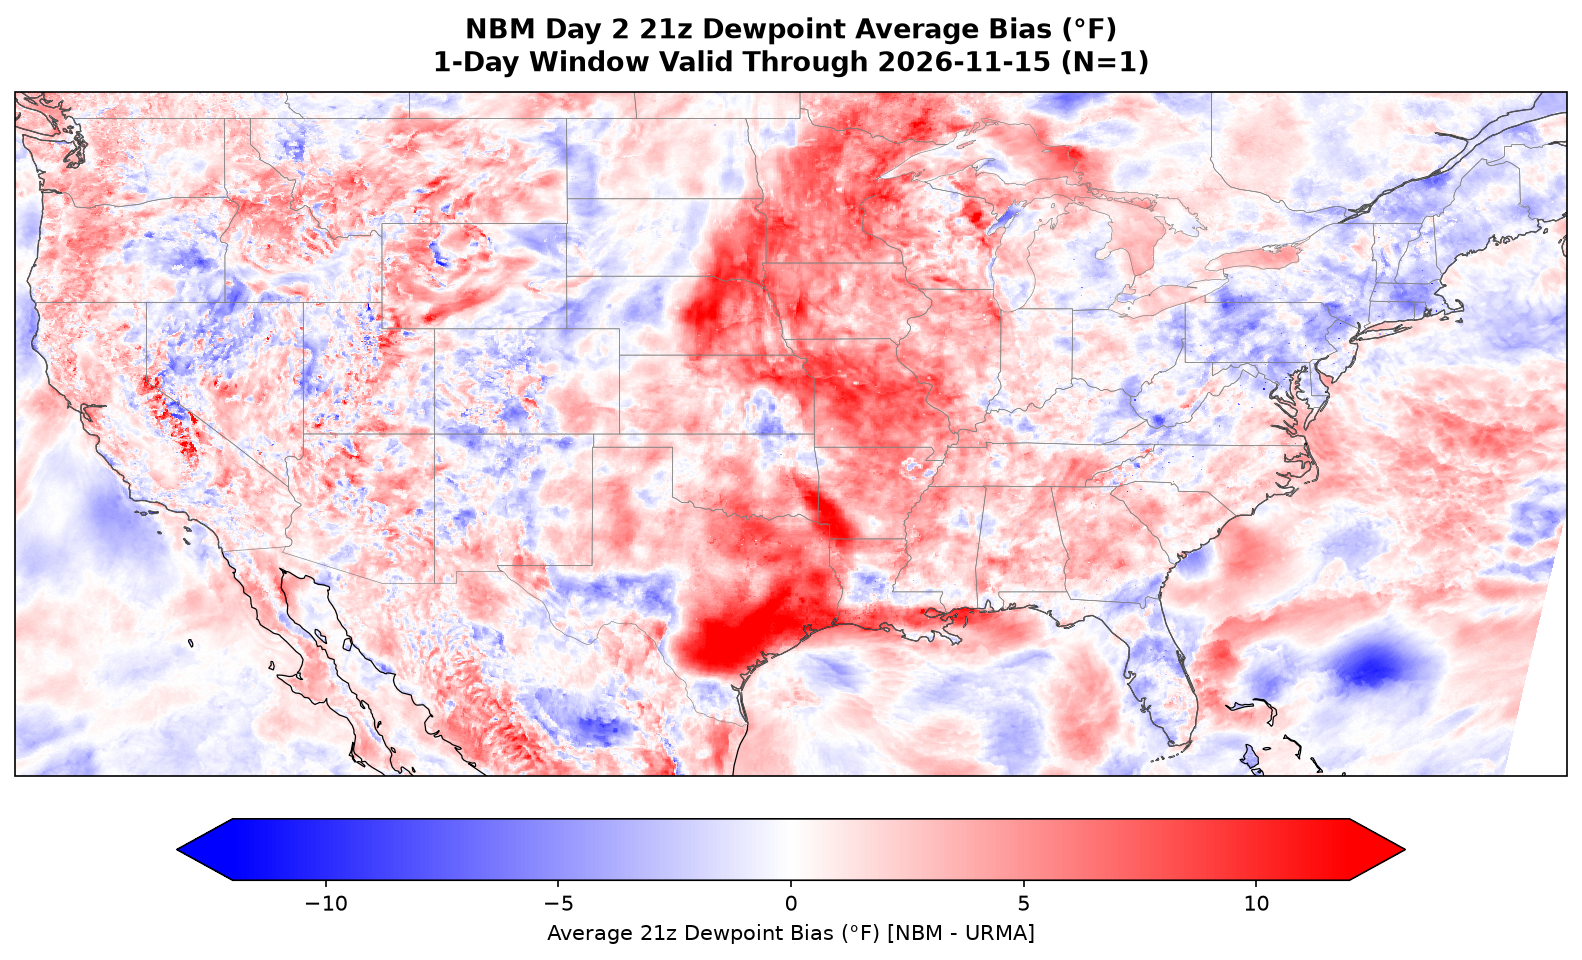 NBM Day 2 21z Dewpoint Average Bias (°F)
1-Day Window Valid Through 2026-11-15 (N=1)
−10
−5
0
5
10
Average 21z Dewpoint Bias (°F) [NBM - URMA]